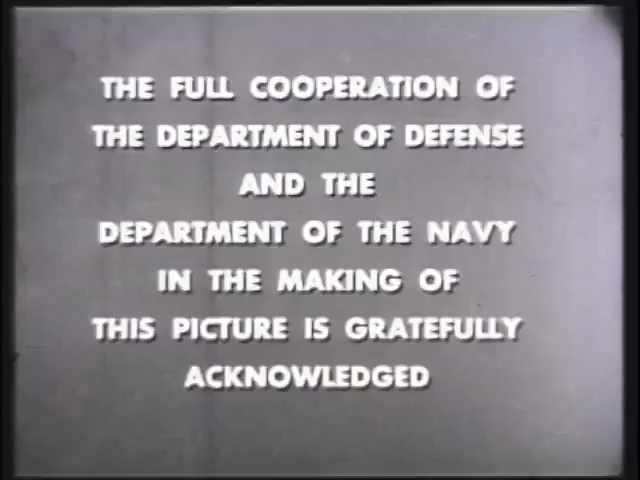 THE FULL COOPERATION OF
THE DEPARTMENT OF DEFENSE
AND THE
DEPARTMENT OF THE NAVY
IN THE MAKING OF
THIS PICTURE IS GRATEFULLY
ACKNOWLEDGED